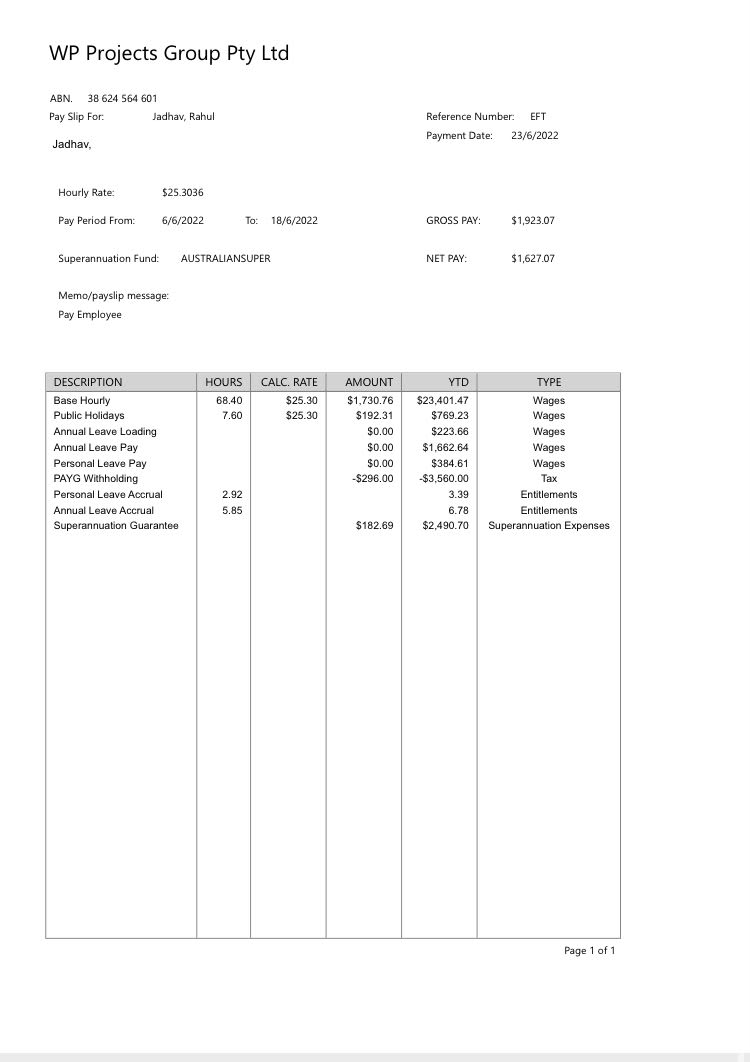 WP Projects Group Pty Ltd
ABN. 38 624 564 601
Pay Slip For: Jadhav, Rahul Reference Number: EFT
Payment Date: 23/6/2022
Jadhav,
Hourly Rate: $25.3036
Pay Period From: 6/6/2022 To: 18/6/2022 GROSS PAY: $1,923.07
Superannuation Fund: AUSTRALIANSUPER NET PAY: $1,627.07
Memo/payslip message:
Pay Employee
DESCRIPTION HOURS CALC. RATE AMOUNT YTD TYPE
Base Hourly 68.40 $25.30 $1,730.76 $23,401.47 Wages
Public Holidays 7.60 $25.30 $192.31 $769.23 Wages
Annual Leave Loading $0.00 $223.66 Wages
Annual Leave Pay $0.00 $1,662.64 Wages
Personal Leave Pay $0.00 $384.61 Wages
PAYG Withholding -$296.00 -$3,560.00 Tax
Personal Leave Accrual 2.92 3.39 Entitlements
Annual Leave Accrual 5.85 6.78 Entitlements
Superannuation Guarantee $182.69 $2,490.70 Superannuation Expenses
Page 1 of 1